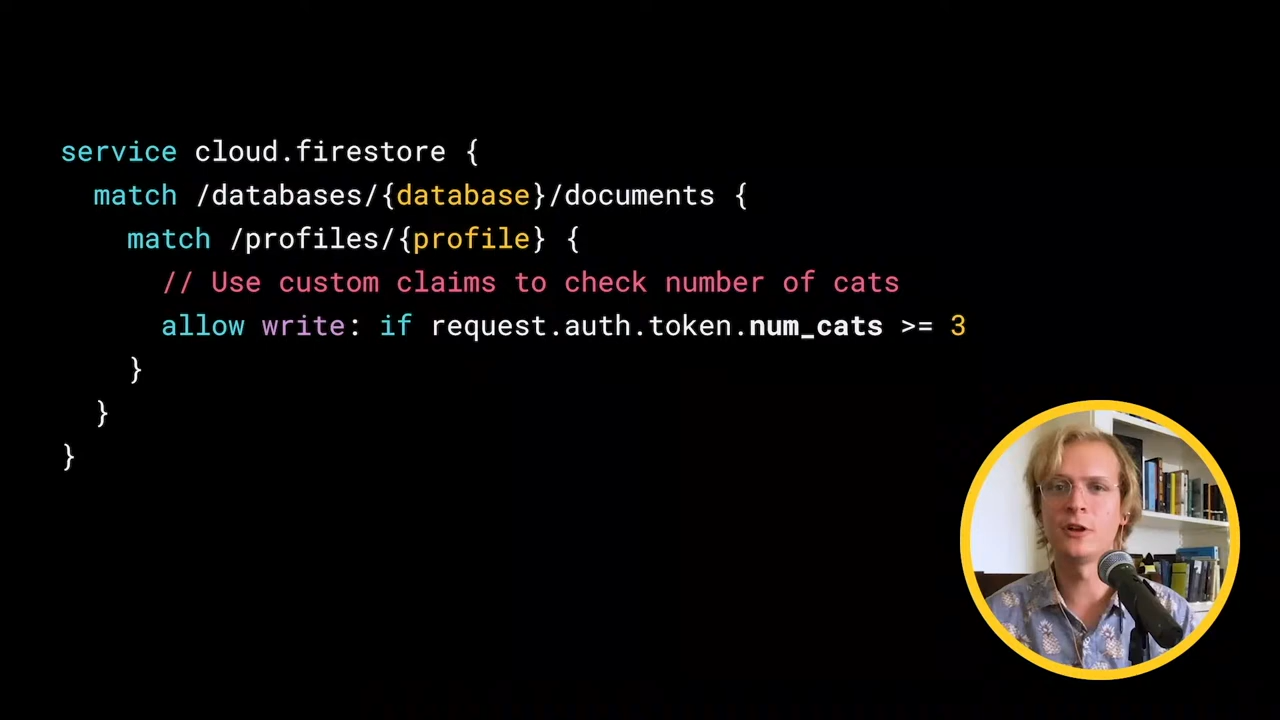 service cloud.firestore {
match /databases/{database}/documents {
match /profiles/{profile} {
// Use custom claims to check number of cats
allow write: if request.auth.token.num_cats >= 3
}
}
}